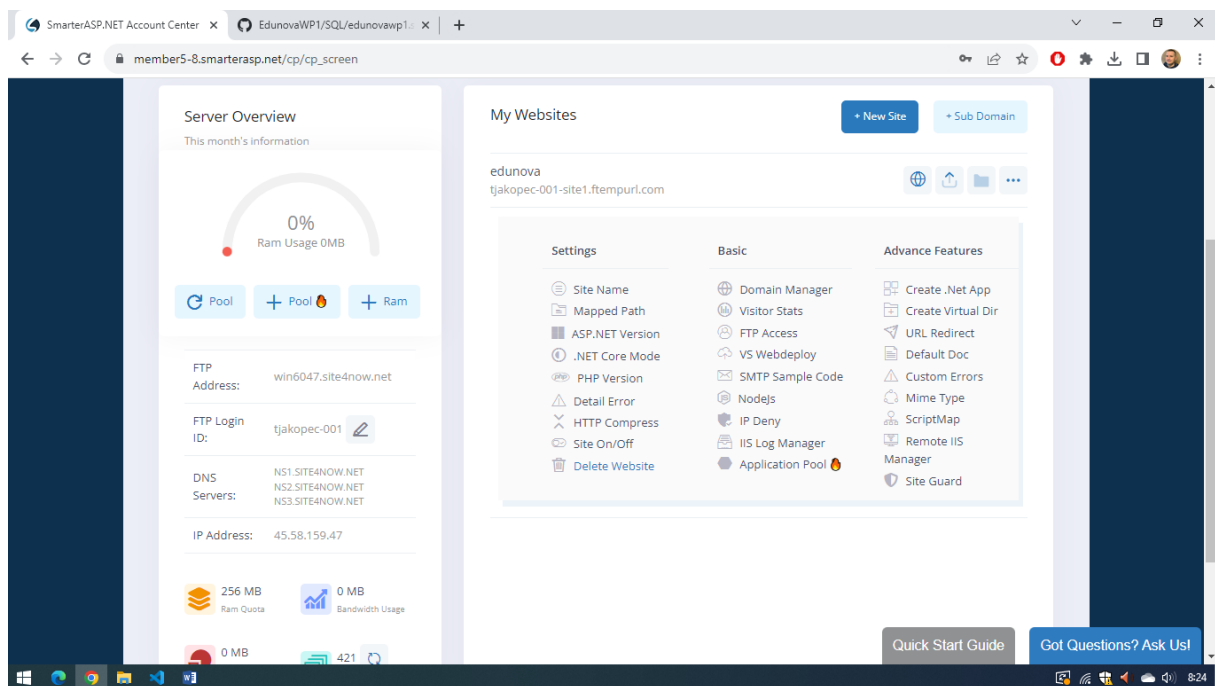 SmarterASP.NET Account Center
EdunovaWP1/SQL/edunovawp1.s
member5-8.smarterasp.net/cp/cp_screen
Server Overview
This month's information
0%
Ram Usage 0MB
Pool
Pool
Ram
FTP Address:
win6047.site4now.net
FTP Login ID:
tjakopec-001
DNS Servers:
NS1.SITE4NOW.NET
NS2.SITE4NOW.NET
NS3.SITE4NOW.NET
IP Address:
45.58.159.47
256 MB
Ram Quota
0 MB
Bandwidth Usage
0 MB
421
My Websites
+ New Site
+ Sub Domain
edunova
tjakopec-001-site1.ftempurl.com
Settings
Site Name
Mapped Path
ASP.NET Version
.NET Core Mode
PHP Version
Detail Error
HTTP Compress
Site On/Off
Delete Website
Basic
Domain Manager
Visitor Stats
FTP Access
VS Webdeploy
SMTP Sample Code
NodeJs
IP Deny
IIS Log Manager
Application Pool
Advance Features
Create .Net App
Create Virtual Dir
URL Redirect
Default Doc
Custom Errors
Mime Type
ScriptMap
Remote IIS
Manager
Site Guard
Quick Start Guide
Got Questions? Ask Us!
8:24